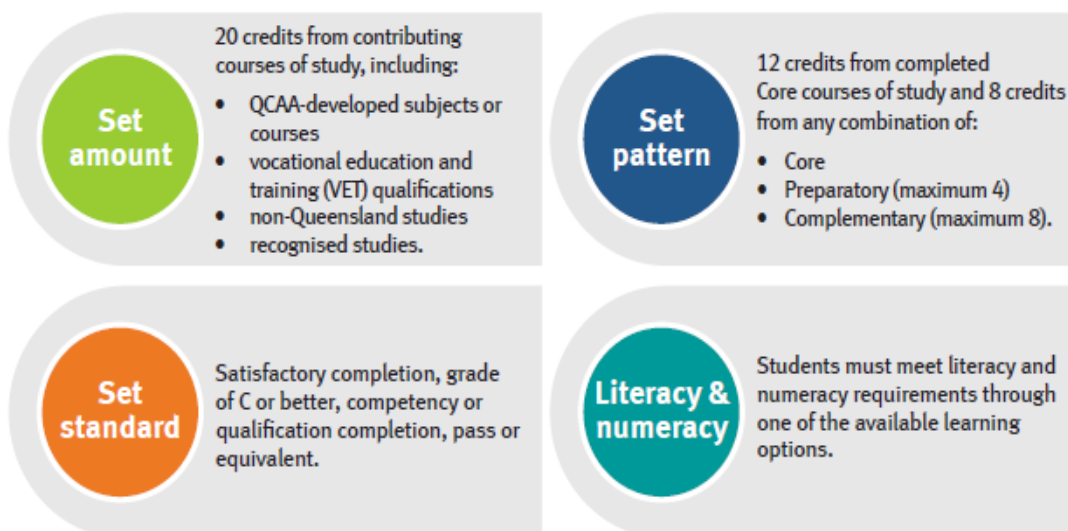 Set
amount
20 credits from contributing
courses of study, including:
• QCAA-developed subjects or
courses
• vocational education and
training (VET) qualifications
• non-Queensland studies
• recognised studies.
Set
pattern
12 credits from completed
Core courses of study and 8 credits
from any combination of:
• Core
• Preparatory (maximum 4)
• Complementary (maximum 8).
Set
standard
Satisfactory completion, grade
of C or better, competency or
qualification completion, pass or
equivalent.
Literacy &
numeracy
Students must meet literacy and
numeracy requirements through
one of the available learning
options.